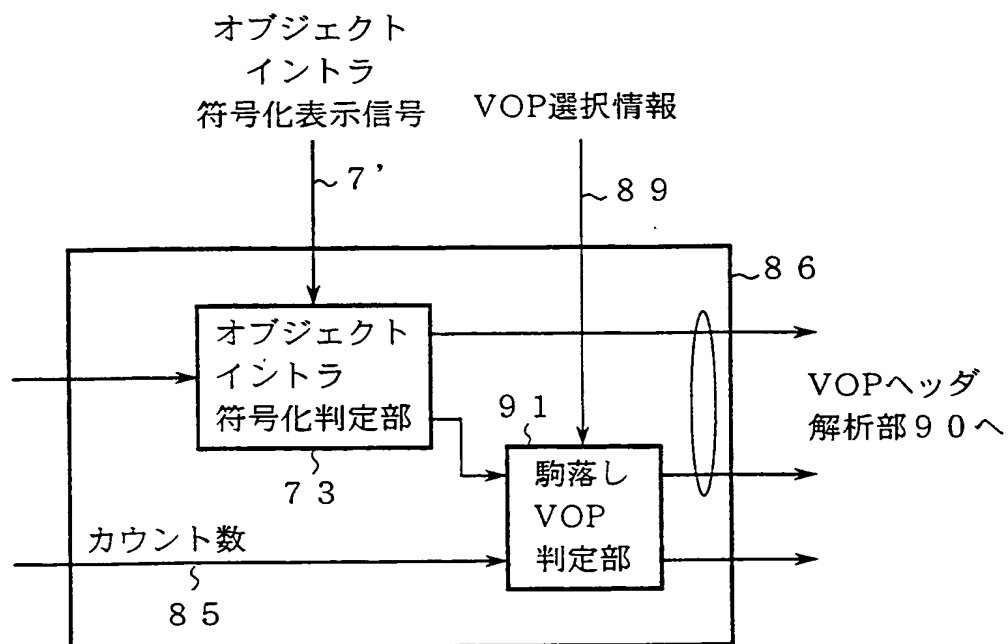 オブジェクト
イントラ
符号化表示信号
VOP選択情報
7’
89
86
オブジェクト
イントラ
符号化判定部
73
91
駒落し
VOP
判定部
VOPヘッダ
解析部90へ
カウント数
85